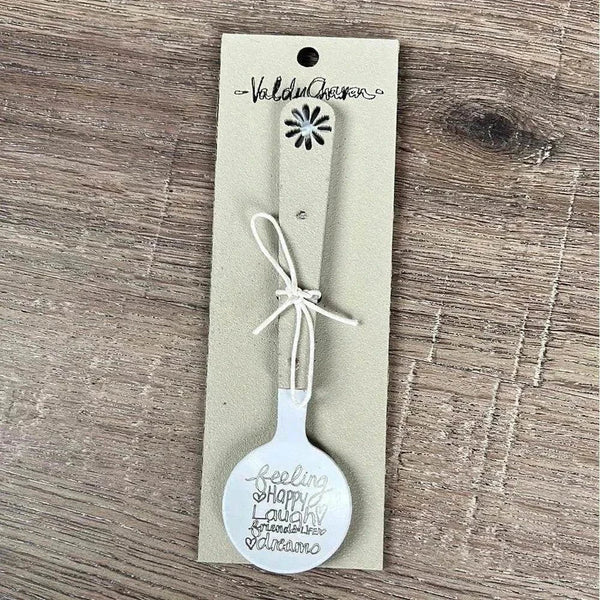 feeling
Happy
Laugh
friends LIFE
dreams